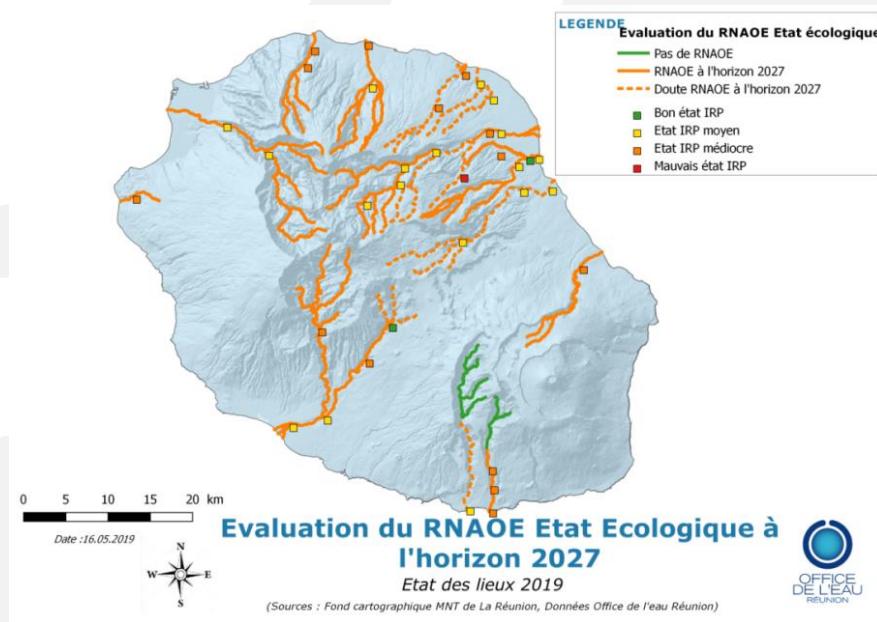 LEGENDE
Evaluation du RNAOE Etat écologique
Pas de RNAOE
RNAOE à l'horizon 2027
Doute RNAOE à l'horizon 2027
Bon état IRP
Etat IRP moyen
Etat IRP médiocre
Mauvais état IRP
0 5 10 15 20 km
Date :16.05.2019
N
W E
S
Evaluation du RNAOE Etat Ecologique à
l'horizon 2027
Etat des lieux 2019
(Sources : Fond cartographique MNT de La Réunion, Données Office de l'eau Réunion)
OFFICE
DE L'EAU
RÉUNION